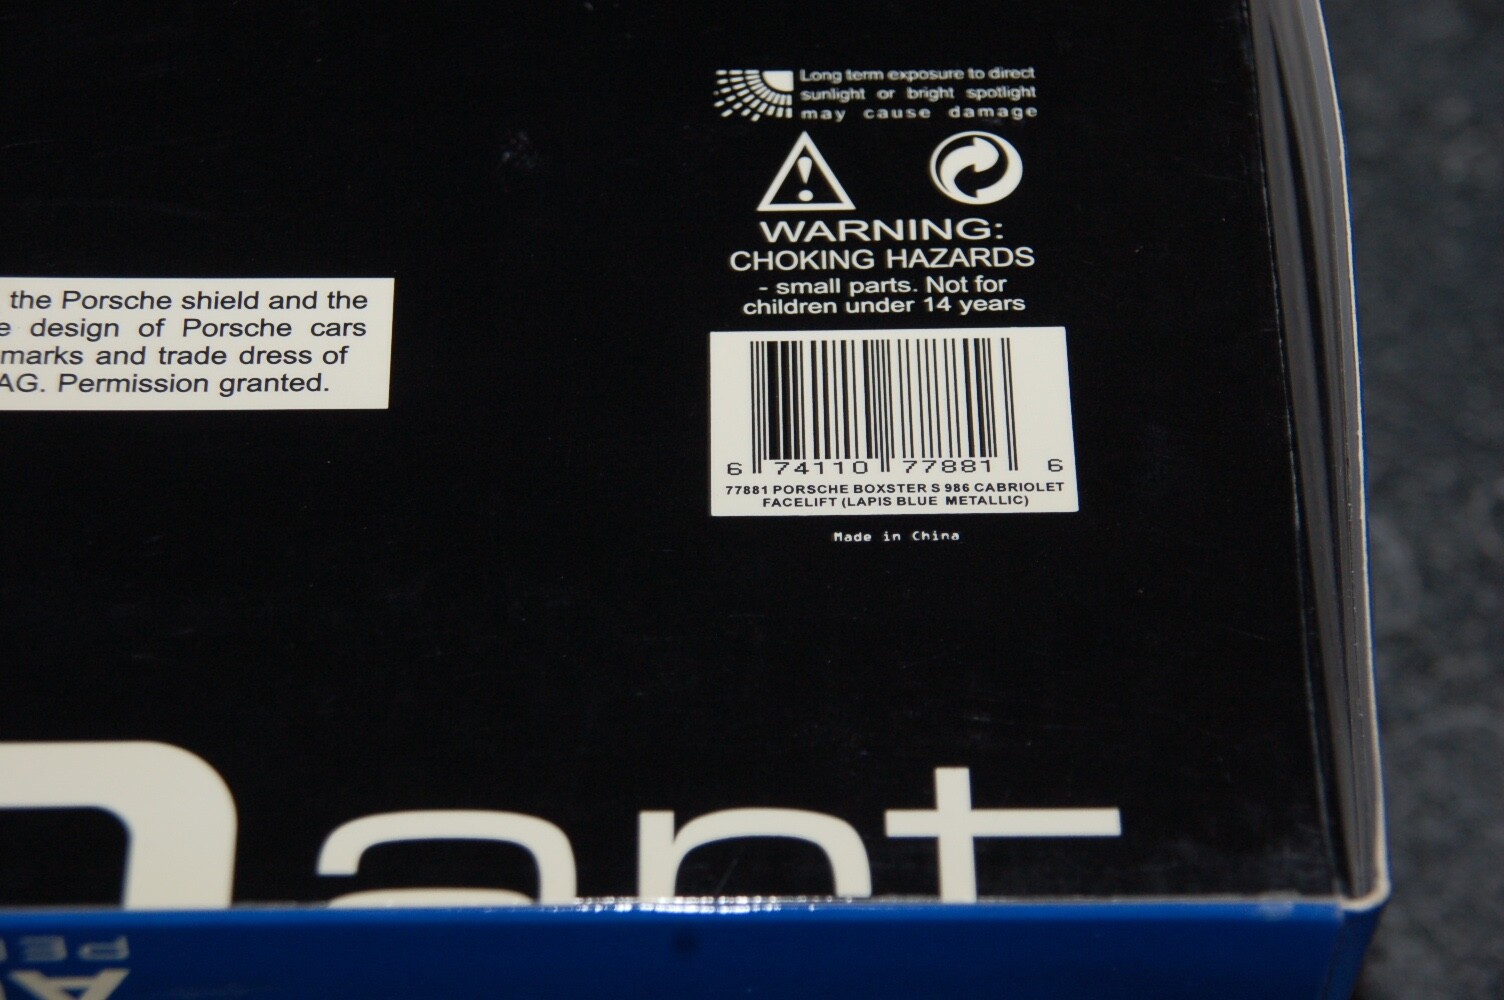 Long term exposure to direct
sunlight or bright spotlight
may cause damage
WARNING:
CHOKING HAZARDS
- small parts. Not for
children under 14 years
the Porsche shield and the
design of Porsche cars
marks and trade dress of
AG. Permission granted.
6 74110 77881 6
77881 PORSCHE BOXSTER S 986 CABRIOLET
FACELIFT (LAPIS BLUE METALLIC)
Made in China